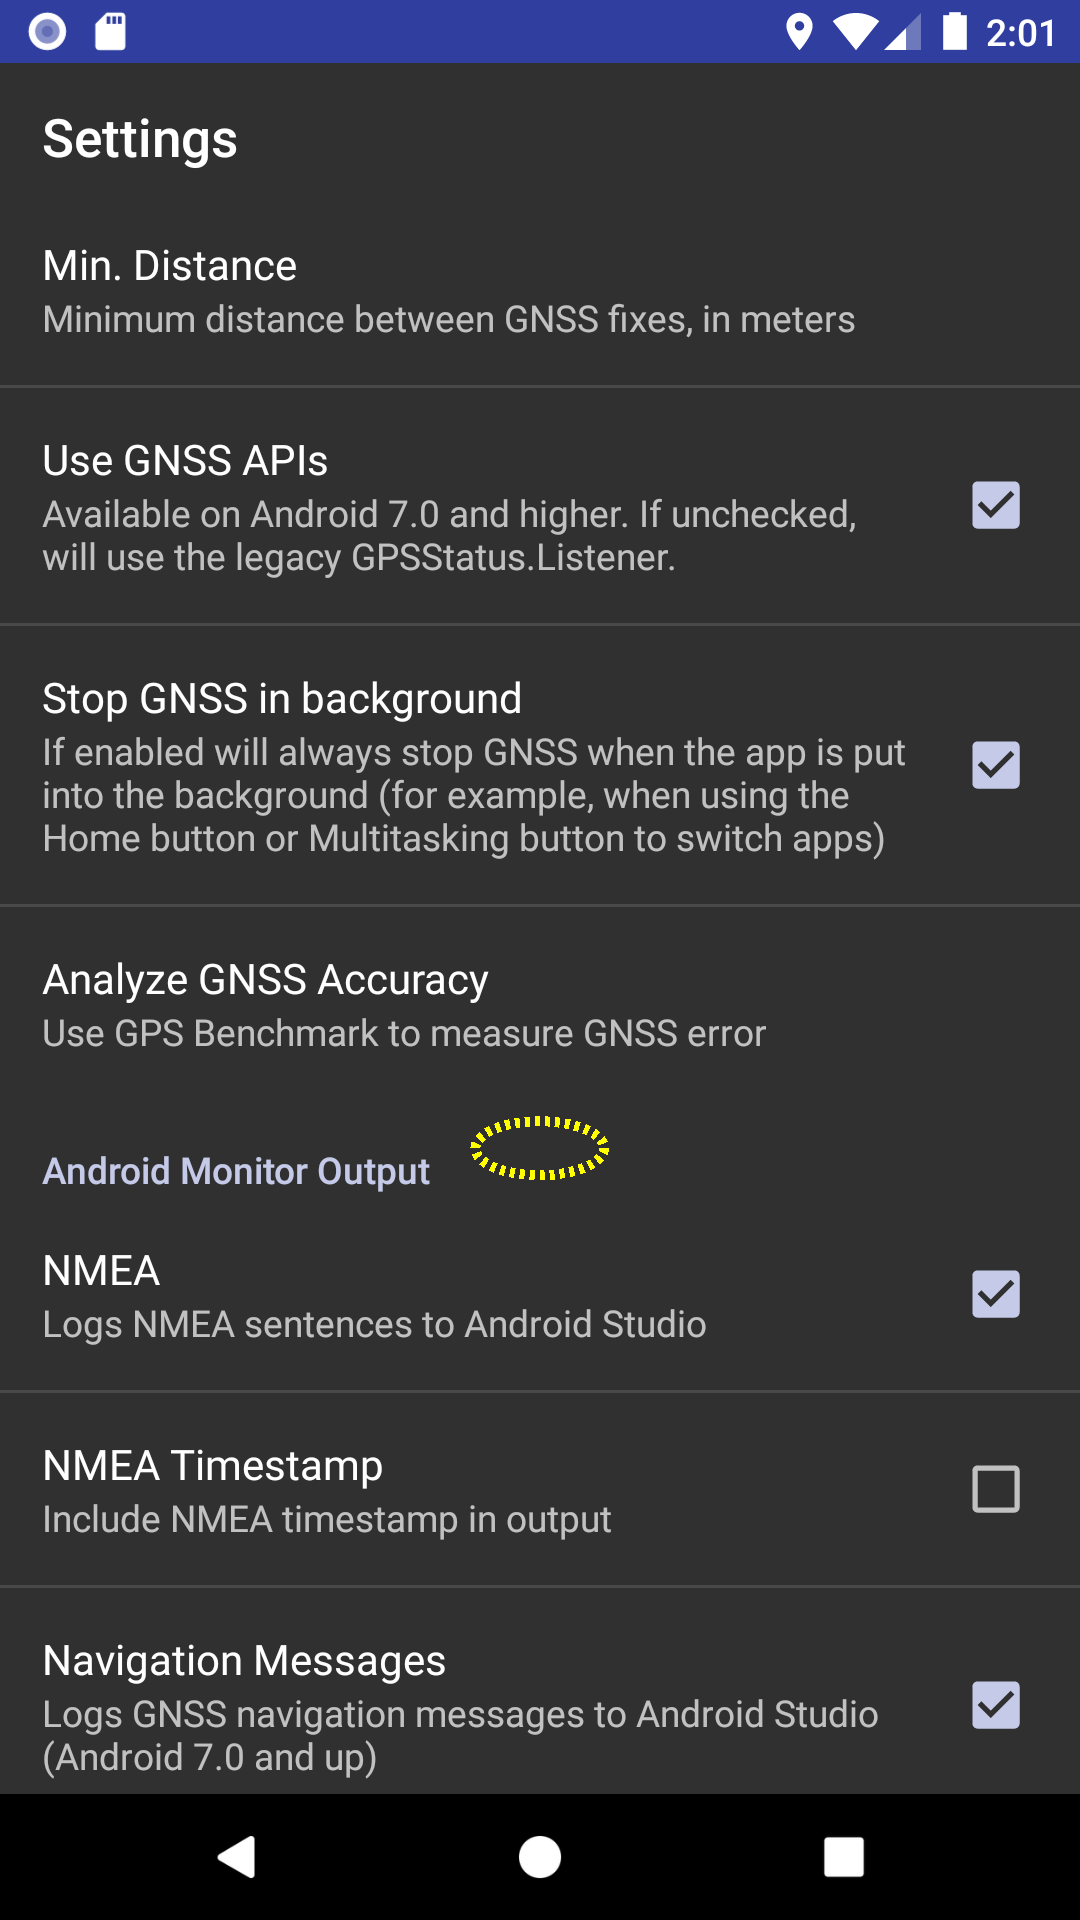 2:01
Settings
Min. Distance
Minimum distance between GNSS fixes, in meters
Use GNSS APIs
Available on Android 7.0 and higher. If unchecked,
will use the legacy GPSStatus.Listener.
Stop GNSS in background
If enabled will always stop GNSS when the app is put
into the background (for example, when using the
Home button or Multitasking button to switch apps)
Analyze GNSS Accuracy
Use GPS Benchmark to measure GNSS error
Android Monitor Output
NMEA
Logs NMEA sentences to Android Studio
NMEA Timestamp
Include NMEA timestamp in output
Navigation Messages
Logs GNSS navigation messages to Android Studio
(Android 7.0 and up)